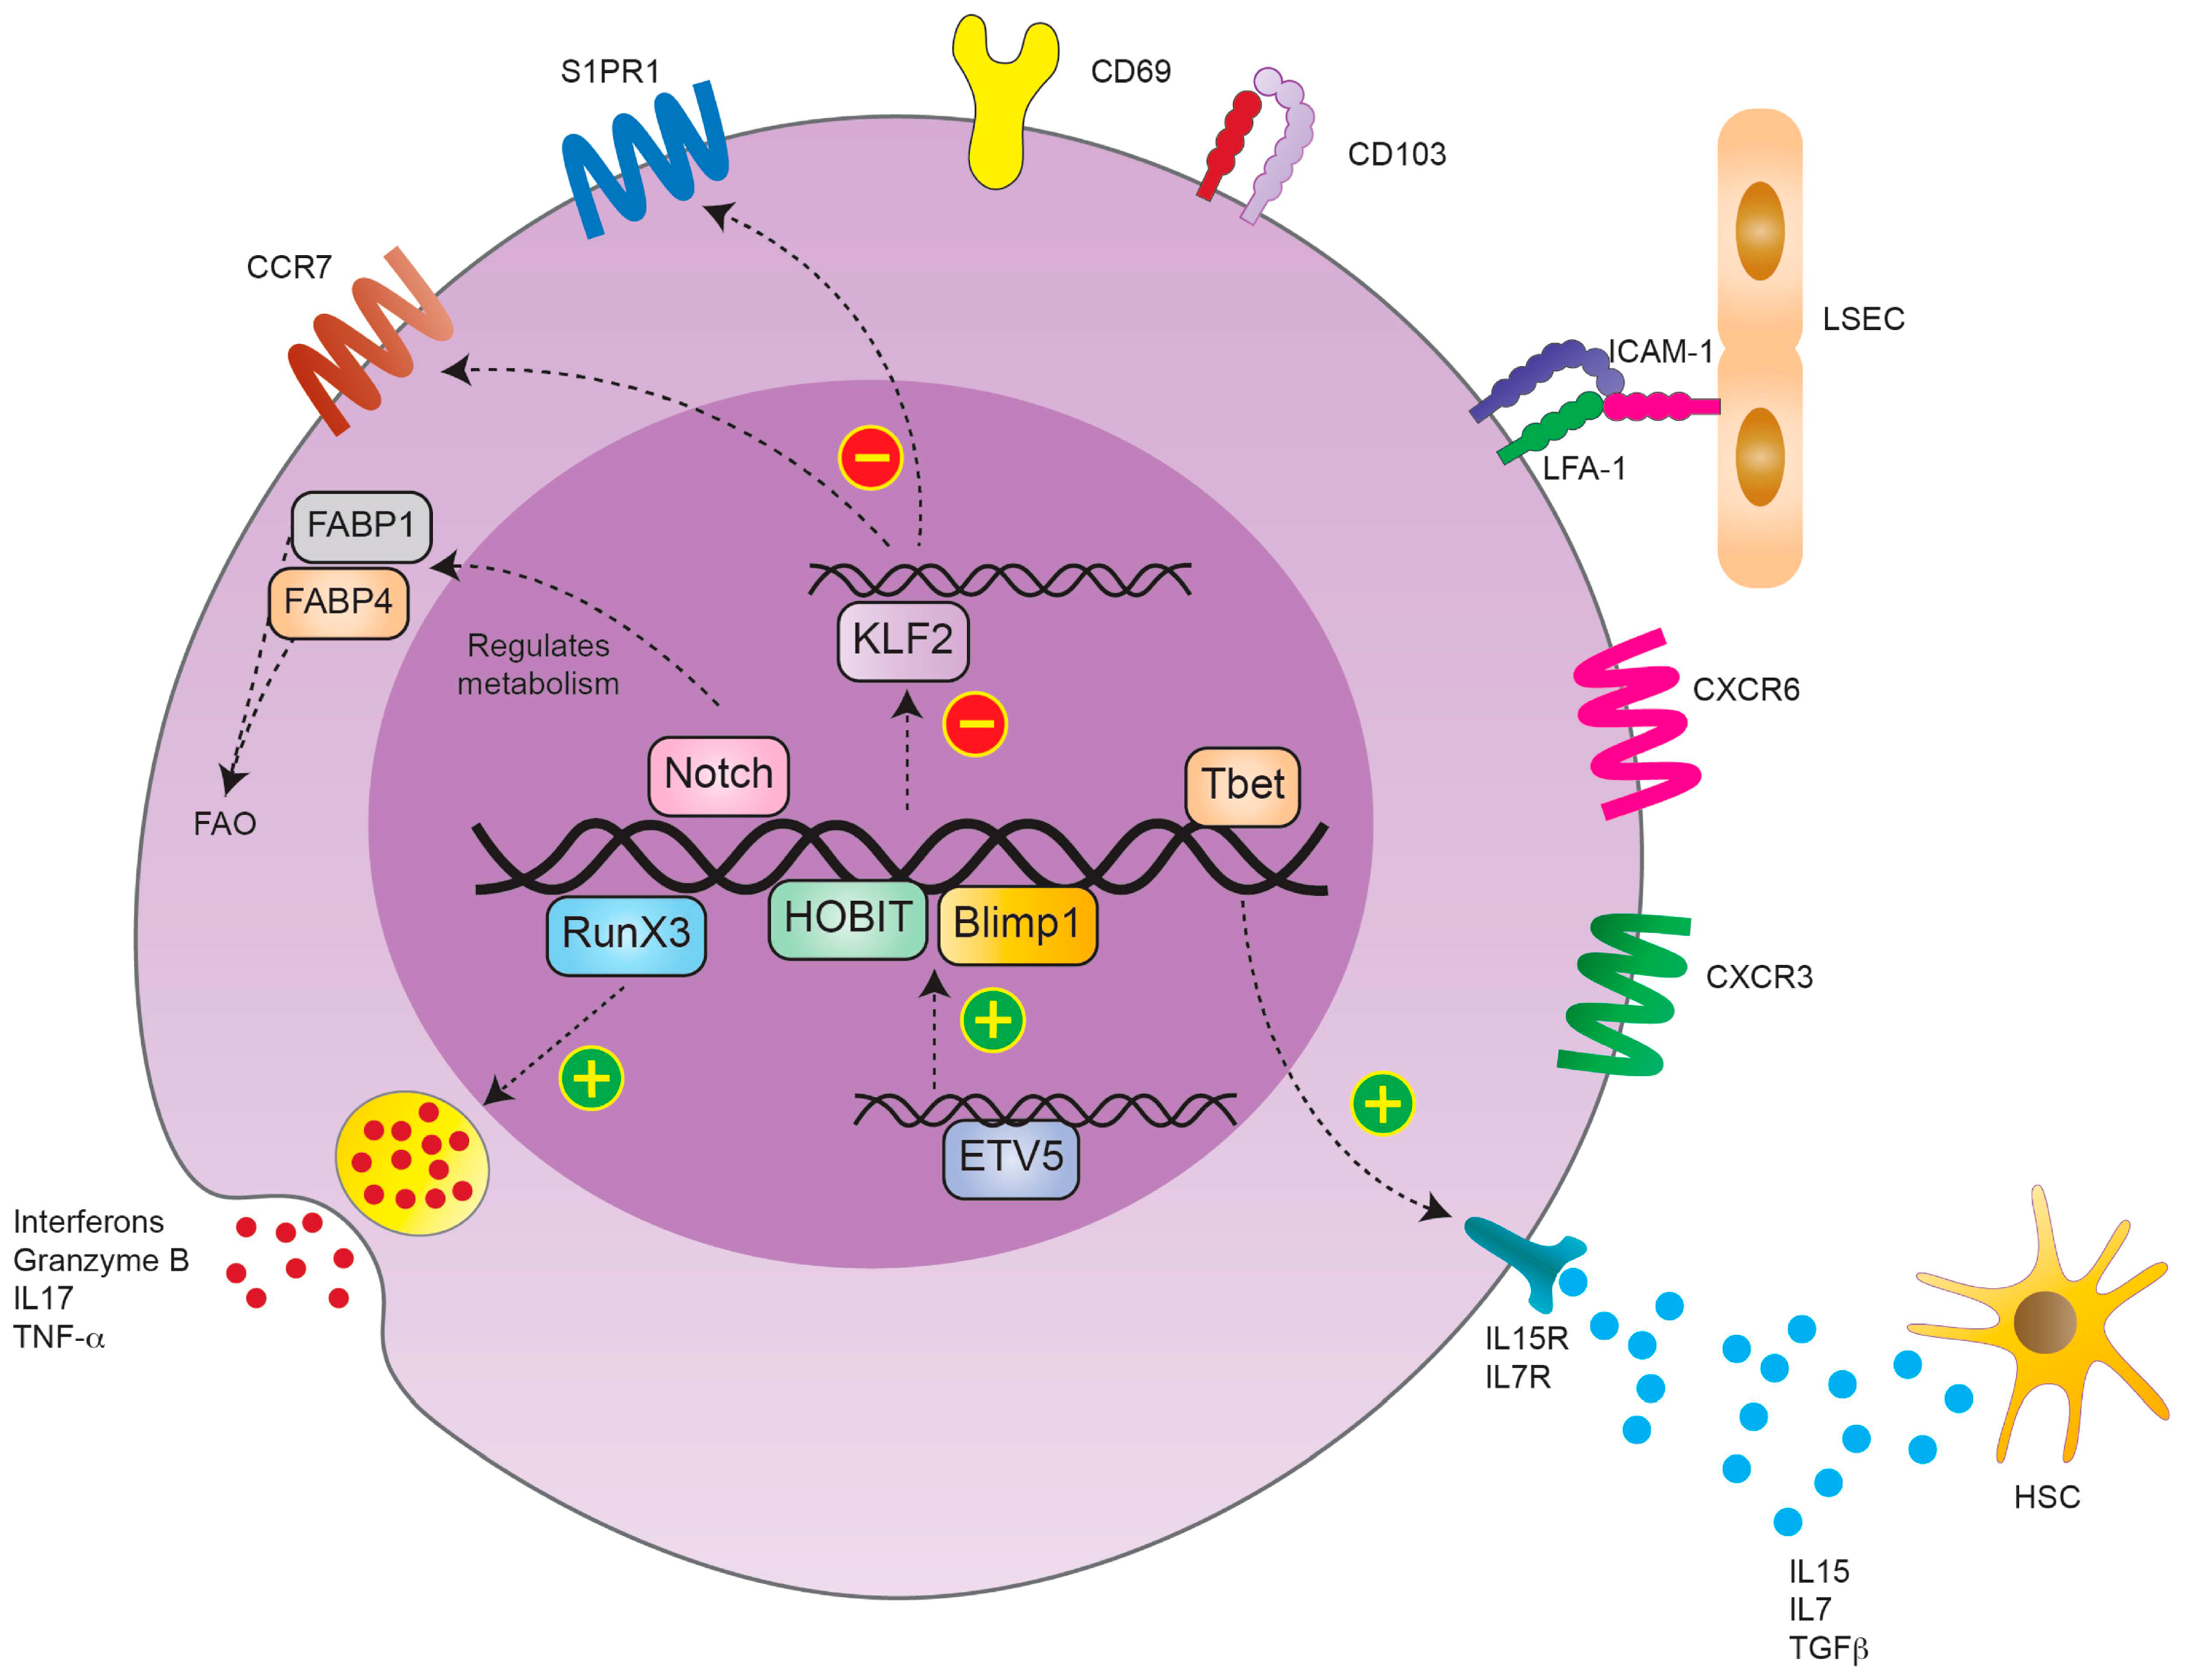 S1PR1
CD69
CD103
CCR7
LSEC
ICAM-1
LFA-1
FABP1
FABP4
Regulates
metabolism
KLF2
CXCR6
Notch
Tbet
FAO
HOBIT
Blimp1
RunX3
CXCR3
ETV5
Interferons
Granzyme B
IL17
TNF-α
IL15R
IL7R
HSC
IL15
IL7
TGFβ